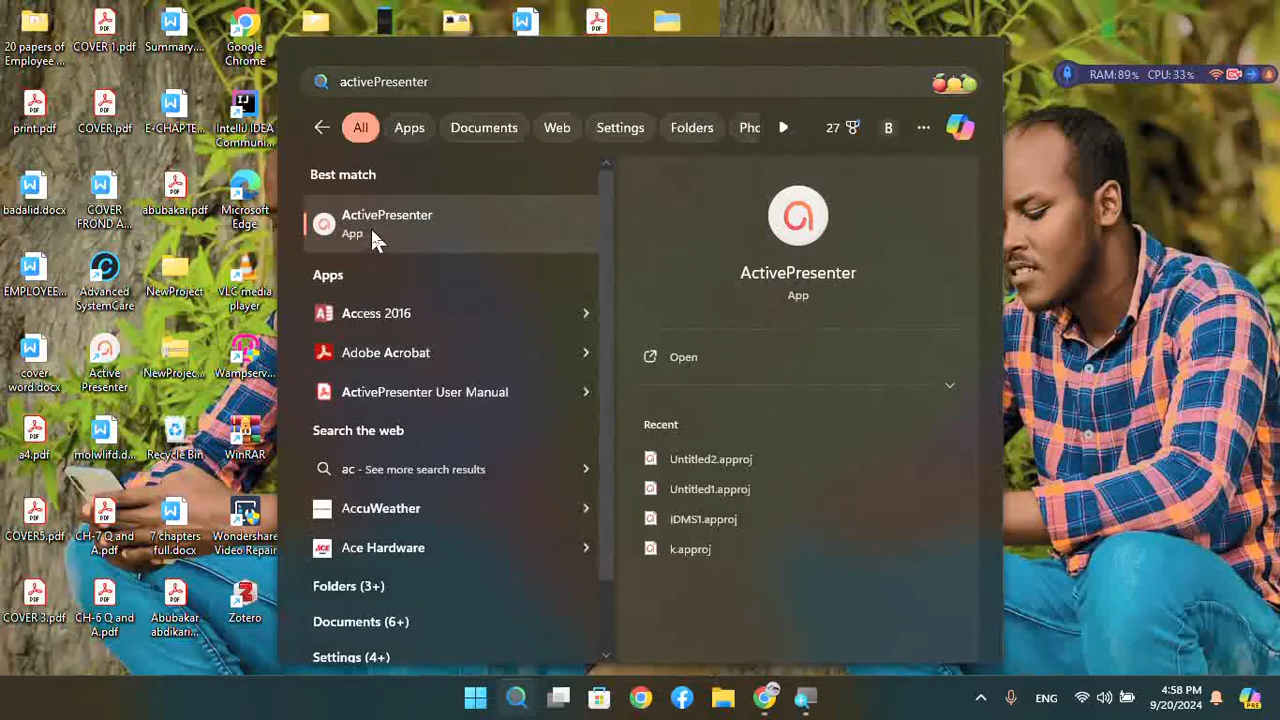 20 papers of Employee ...
COVER 1.pdf
Summary....
Google Chrome
print.pdf
COVER.pdf
E-CHAPTE...
IntelliJ IDEA Communi...
badalid.docx
COVER FROND A...
abubakar.pdf
Microsoft Edge
EMPLOYEE...
Advanced SystemCare
NewProject
VLC media player
cover word.docx
Active Presenter
NewProjec...
Wampserv...
a4.pdf
molwlifd.d...
Recycle Bin
WinRAR
COVER5.pdf
CH-7 Q and A.pdf
7 chapters full.docx
Wondershare Video Repair
COVER 3.pdf
CH-6 Q and A.pdf
Abubakar abdikari...
Zotero
activePresenter
All
Apps
Documents
Web
Settings
Folders
Pho
27
B
...
Best match
ActivePresenter
App
Apps
Access 2016
Adobe Acrobat
ActivePresenter User Manual
Search the web
ac - See more search results
AccuWeather
Ace Hardware
Folders (3+)
Documents (6+)
Settings (4+)
ActivePresenter
App
Open
Recent
Untitled2.approj
Untitled1.approj
IDMS1.approj
k.approj
RAM:89% CPU:33%
ENG
4:58 PM
9/20/2024
PRE